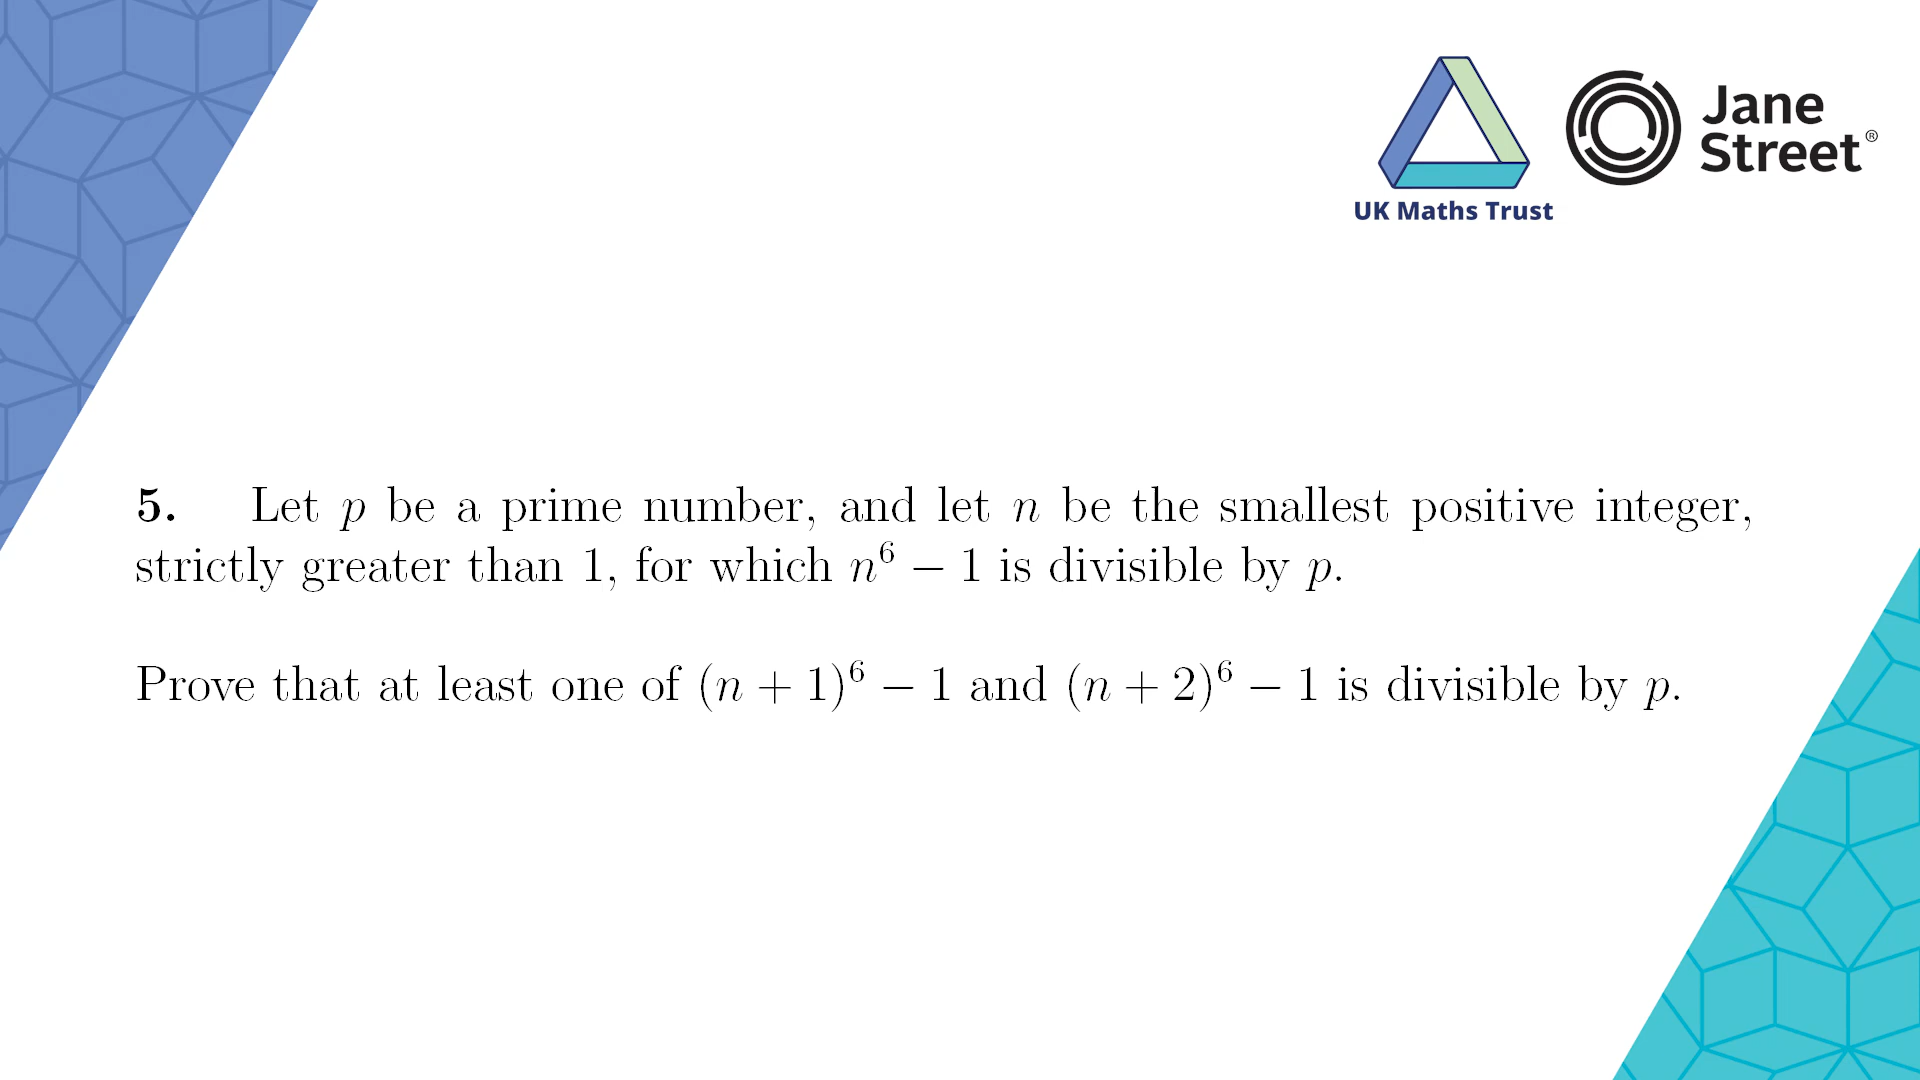 UK Maths Trust
Jane
Street®
5. Let p be a prime number, and let n be the smallest positive integer,
strictly greater than 1, for which n⁶ − 1 is divisible by p.
Prove that at least one of (n + 1)⁶ − 1 and (n + 2)⁶ − 1 is divisible by p.